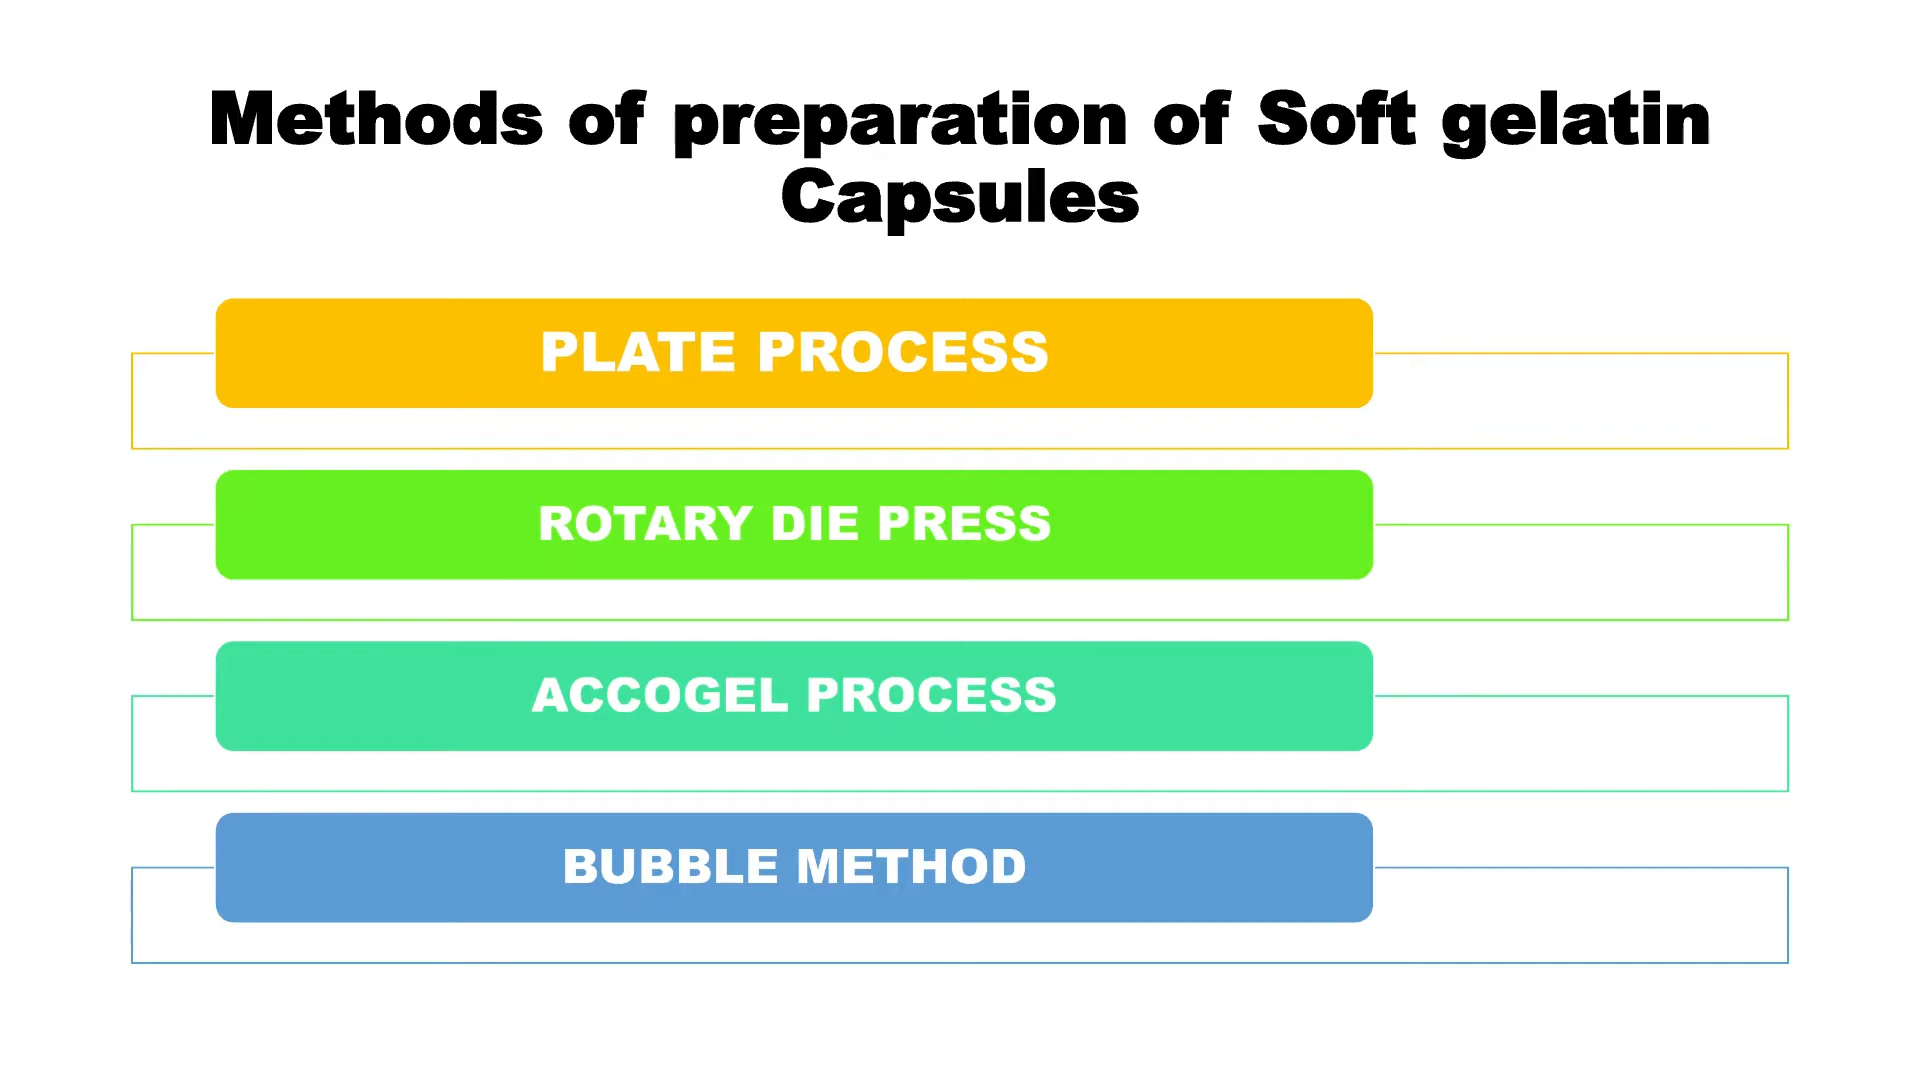 Methods of preparation of Soft gelatin
Capsules
PLATE PROCESS
ROTARY DIE PRESS
ACCOGEL PROCESS
BUBBLE METHOD